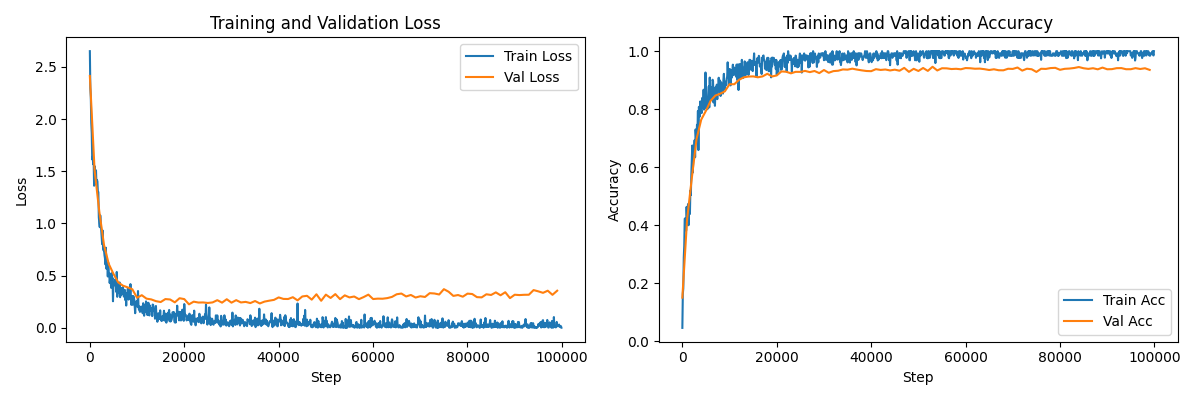 Training and Validation Loss
Train Loss
Val Loss
2.5
2.0
1.5
1.0
0.5
0.0
Loss
0 20000 40000 60000 80000 100000
Step
Training and Validation Accuracy
1.0
0.8
0.6
0.4
0.2
0.0
Accuracy
Train Acc
Val Acc
0 20000 40000 60000 80000 100000
Step